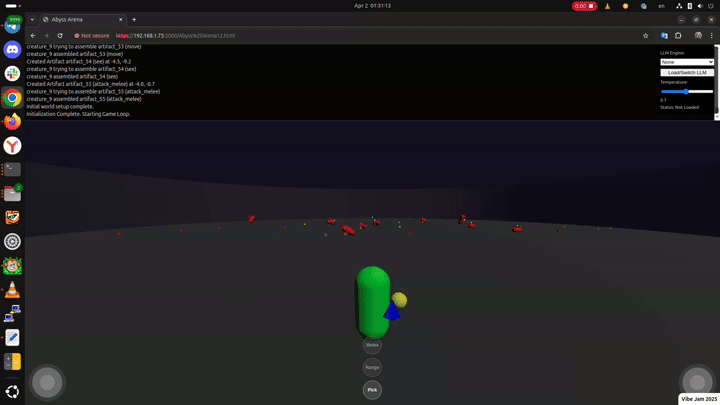 Apr 2 01:31:13
0:00
en
Abyss Arena
Not secure
https://192.168.1.75:5000/Abyss%20Arena12.html
creature_9 trying to assemble artifact_53 (move)
creature_9 assembled artifact_53 (move)
Created Artifact artifact_54 (see) at -4.5, -9.2
creature_9 trying to assemble artifact_54 (see)
creature_9 assembled artifact_54 (see)
Created Artifact artifact_55 (attack_melee) at -4.0, -8.7
creature_9 trying to assemble artifact_55 (attack_melee)
creature_9 assembled artifact_55 (attack_melee)
Initial world setup complete.
Initialization Complete. Starting Game Loop.
LLM Engine:
None
Load/Switch LLM
Temperature:
0.7
Status: Not Loaded
Melee
Range
Pick
Vibe Jam 2025